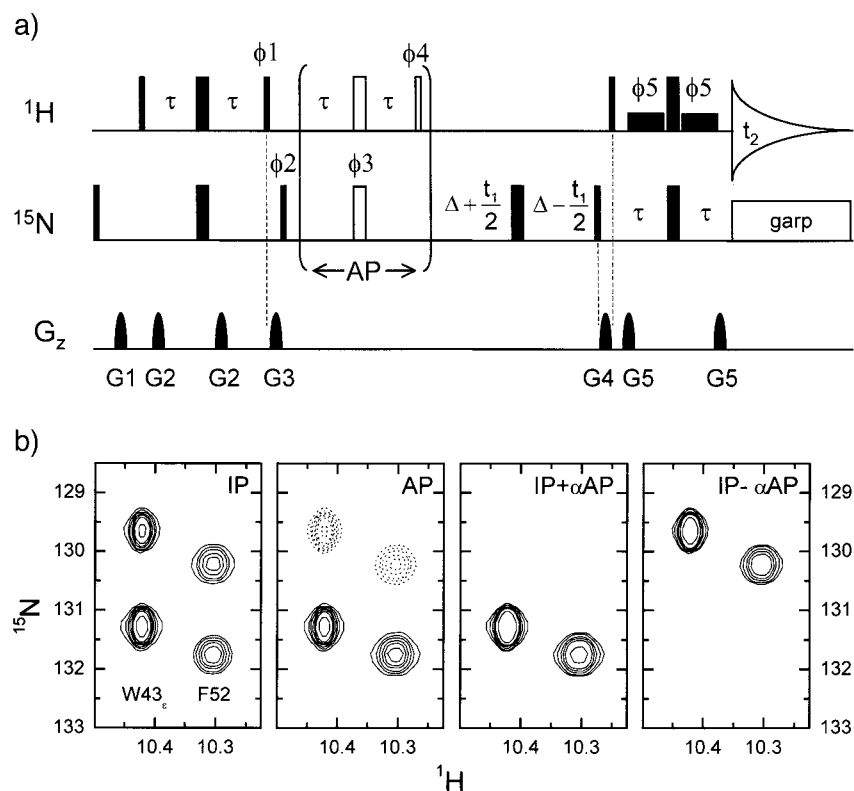 a)
ϕ1 ϕ4
¹H τ τ τ τ ϕ5 ϕ5 t₂
ϕ2 ϕ3
¹⁵N Δ + t₁/2 Δ − t₁/2 τ τ garp
←AP→
G_z
G1 G2 G2 G3 G4 G5 G5
b)
IP AP IP+αAP IP- αAP
129 129
130 130
131 131
132 132
133 133
¹⁵N
W43ε F52
10.4 10.3 10.4 10.3 10.4 10.3 10.4 10.3
¹H